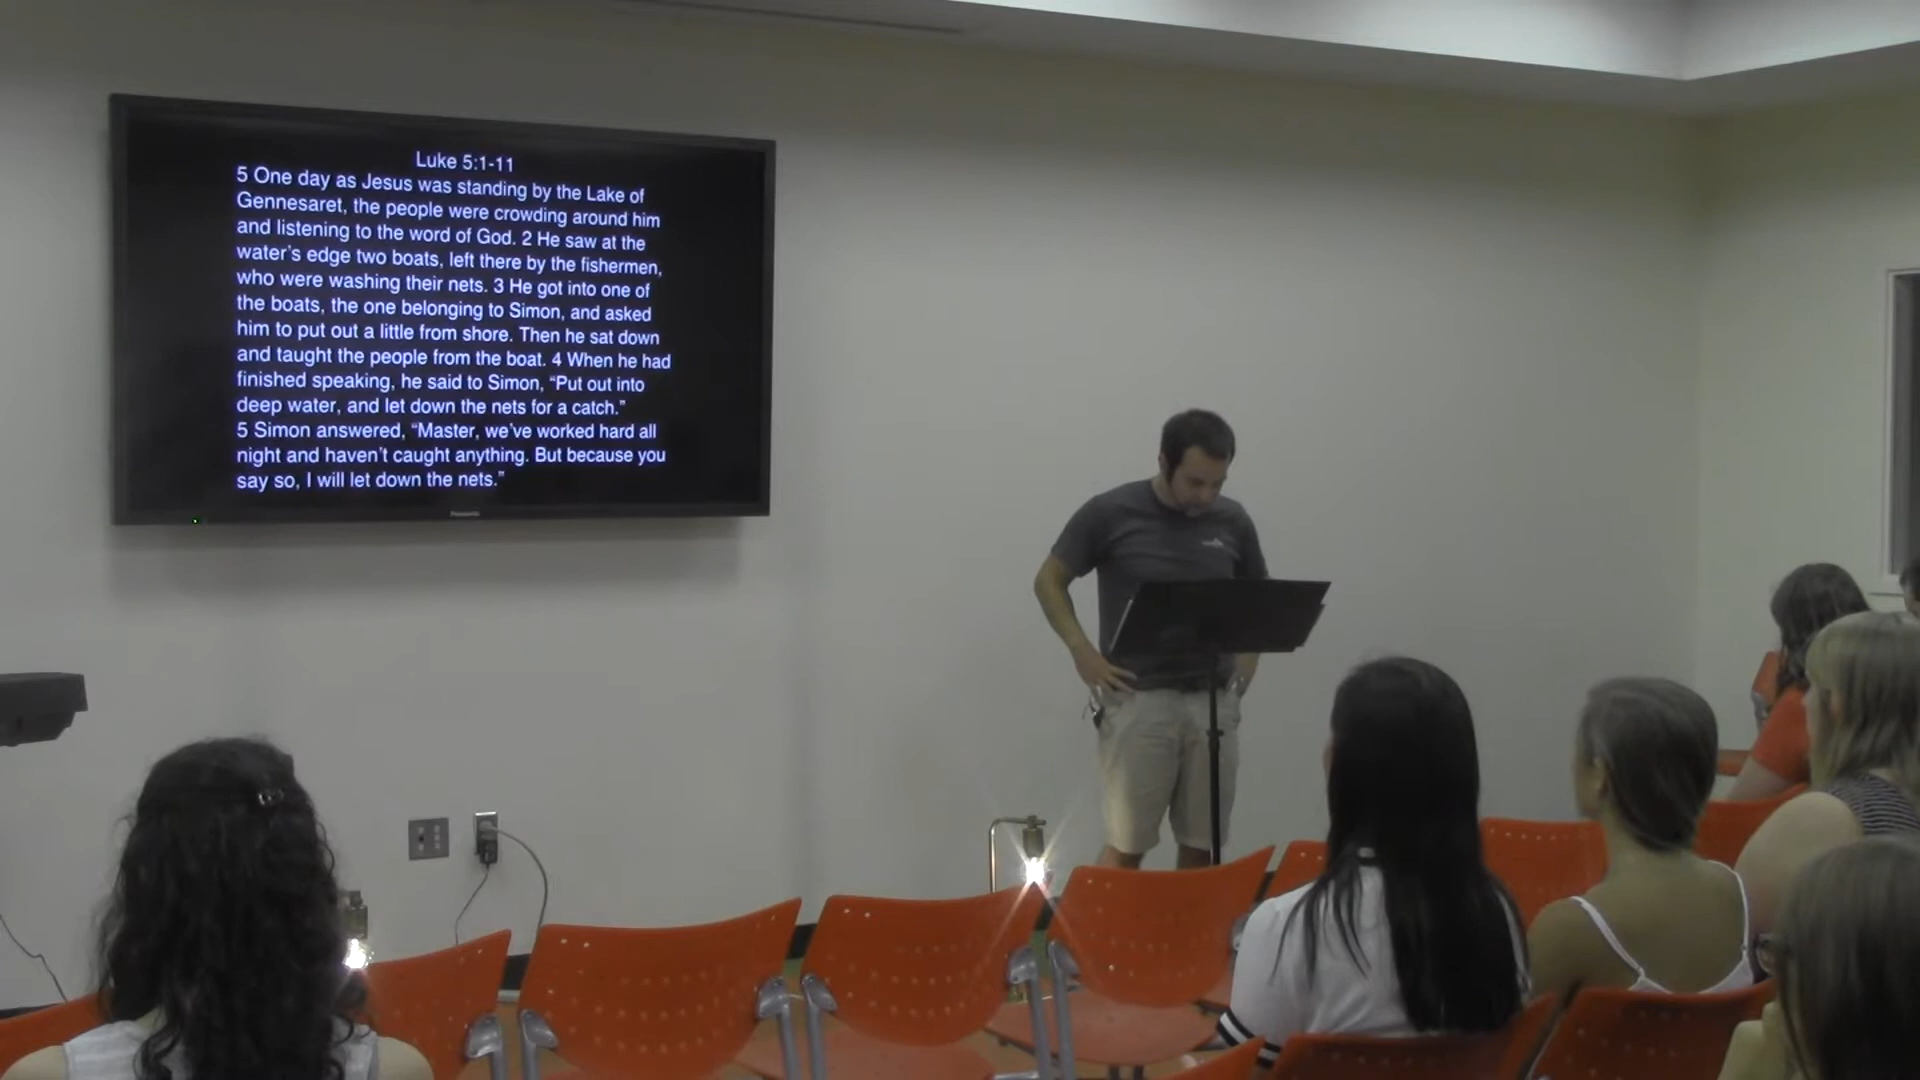 Luke 5:1-11
5 One day as Jesus was standing by the Lake of
Gennesaret, the people were crowding around him
and listening to the word of God. 2 He saw at the
water's edge two boats, left there by the fishermen,
who were washing their nets. 3 He got into one of
the boats, the one belonging to Simon, and asked
him to put out a little from shore. Then he sat down
and taught the people from the boat. 4 When he had
finished speaking, he said to Simon, “Put out into
deep water, and let down the nets for a catch.”
5 Simon answered, “Master, we've worked hard all
night and haven't caught anything. But because you
say so, I will let down the nets.”
Panasonic